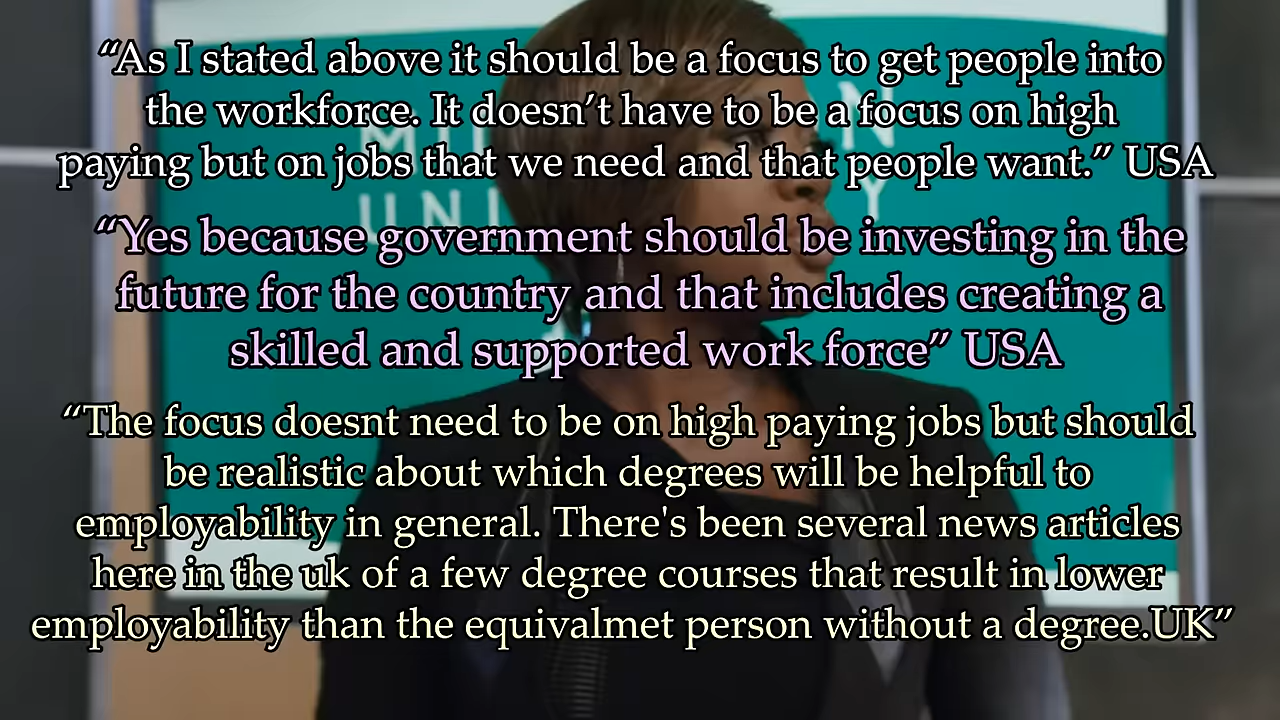 “As I stated above it should be a focus to get people into
the workforce. It doesn’t have to be a focus on high
paying but on jobs that we need and that people want.” USA
“Yes because government should be investing in the
future for the country and that includes creating a
skilled and supported work force” USA
“The focus doesnt need to be on high paying jobs but should
be realistic about which degrees will be helpful to
employability in general. There's been several news articles
here in the uk of a few degree courses that result in lower
employability than the equivalmet person without a degree.UK”